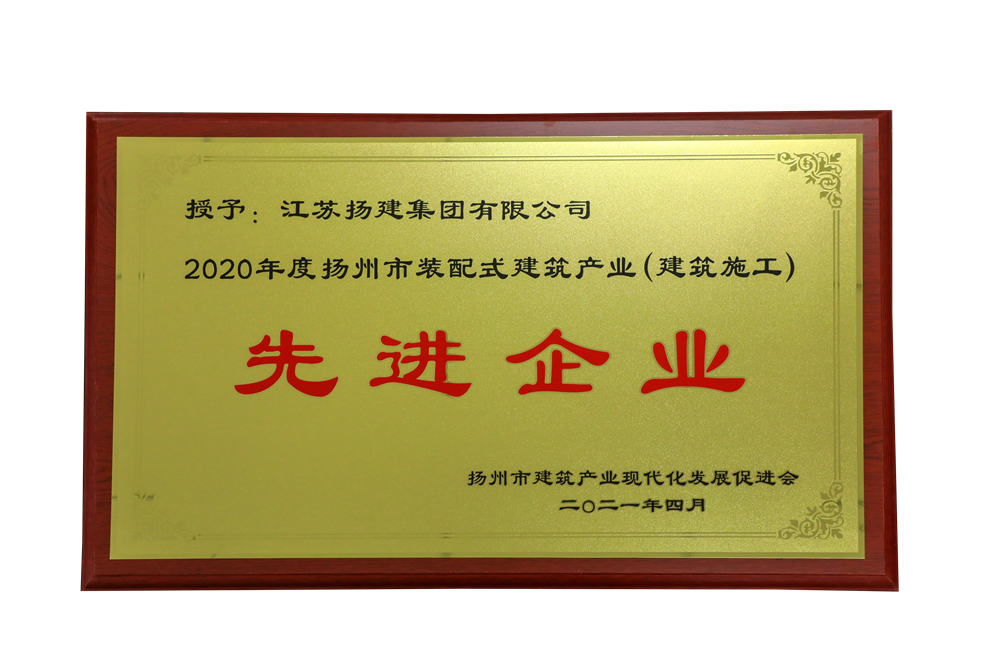 授予：江苏扬建集团有限公司
2020年度扬州市装配式建筑产业（建筑施工）
先进企业
扬州市建筑产业现代化发展促进会
二〇二一年四月